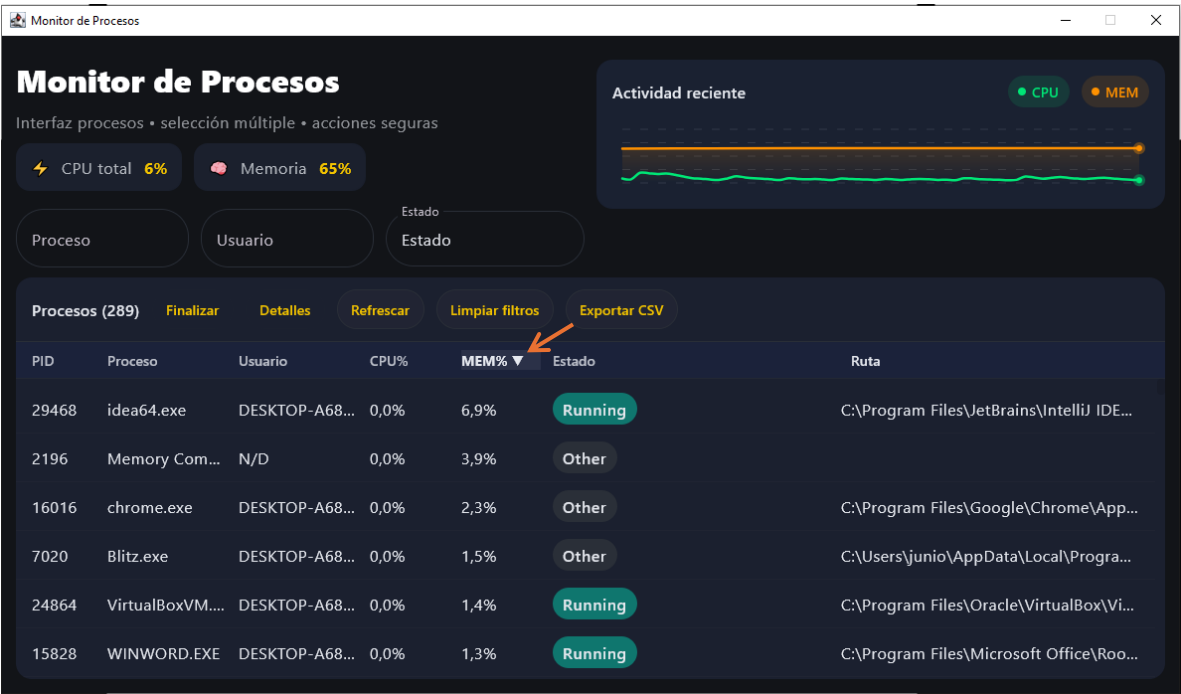 Monitor de Procesos
Monitor de Procesos
Interfaz procesos • selección múltiple • acciones seguras
CPU total 6% Memoria 65%
Actividad reciente CPU MEM
Estado
Proceso Usuario Estado
Procesos (289) Finalizar Detalles Refrescar Limpiar filtros Exportar CSV
PID Proceso Usuario CPU% MEM% ▼ Estado Ruta
29468 idea64.exe DESKTOP-A68... 0,0% 6,9% Running C:\Program Files\JetBrains\IntelliJ IDE...
2196 Memory Com... N/D 0,0% 3,9% Other
16016 chrome.exe DESKTOP-A68... 0,0% 2,3% Other C:\Program Files\Google\Chrome\App...
7020 Blitz.exe DESKTOP-A68... 0,0% 1,5% Other C:\Users\junio\AppData\Local\Progra...
24864 VirtualBoxVM.... DESKTOP-A68... 0,0% 1,4% Running C:\Program Files\Oracle\VirtualBox\Vi...
15828 WINWORD.EXE DESKTOP-A68... 0,0% 1,3% Running C:\Program Files\Microsoft Office\Roo...